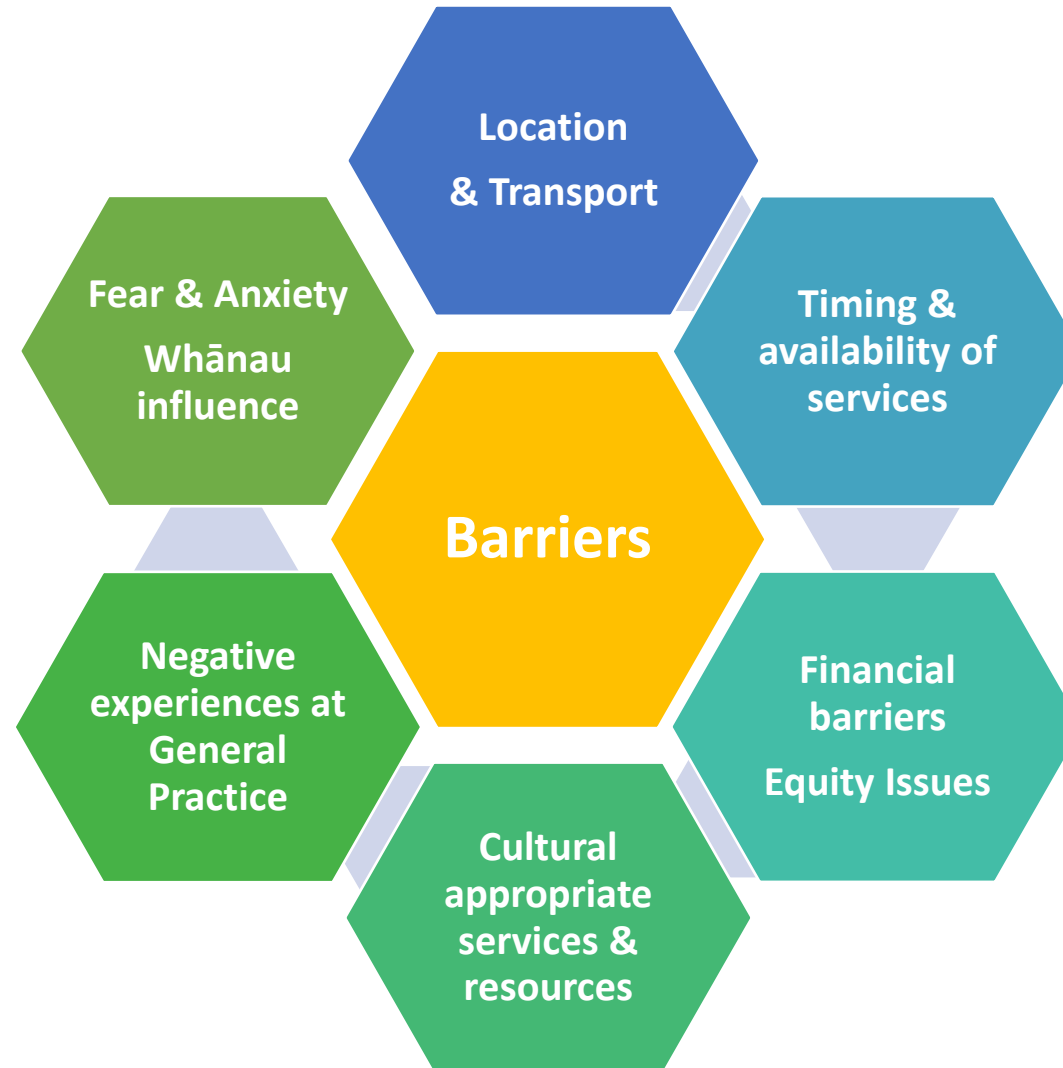 Location
& Transport
Timing &
availability of
services
Financial
barriers
Equity Issues
Cultural
appropriate
services &
resources
Negative
experiences at
General
Practice
Fear & Anxiety
Whānau
influence
Barriers